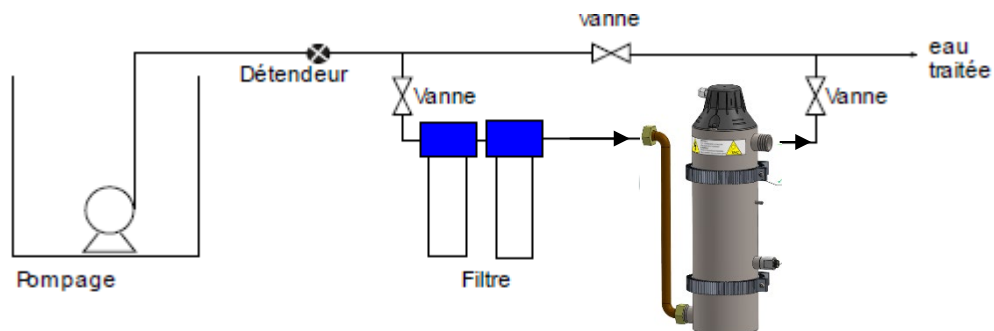 Vanne
eau
traitée
Détendeur
Vanne
Vanne
Pompage
Filtre